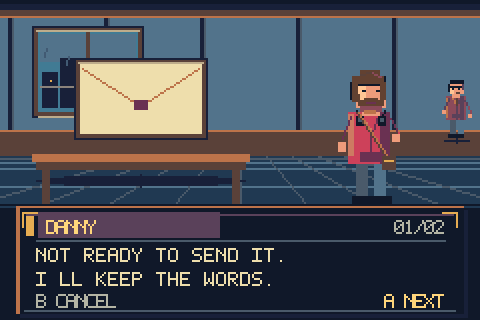 DANNY 01/02
NOT READY TO SEND IT.
I LL KEEP THE WORDS.
B CANCEL A NEXT